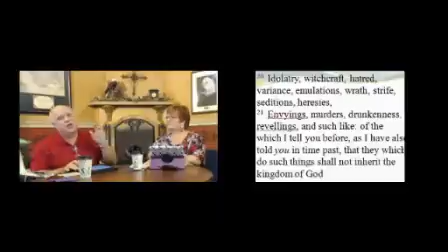 20 Idolatry, witchcraft, hatred,
variance, emulations, wrath, strife,
seditions, heresies,
21 Envyings, murders, drunkenness,
revellings, and such like: of the
which I tell you before, as I have also
told you in time past, that they which
do such things shall not inherit the
kingdom of God